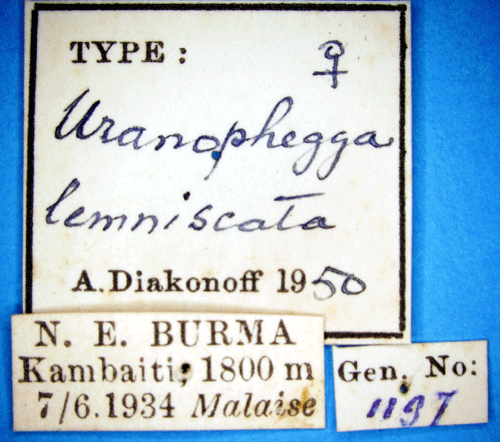 TYPE: ♀
Uranophegga
lemniscata
A. Diakonoff 1950
N. E. BURMA
Kambaiti; 1800 m
7/6.1934 Malaise
Gen. No:
1197